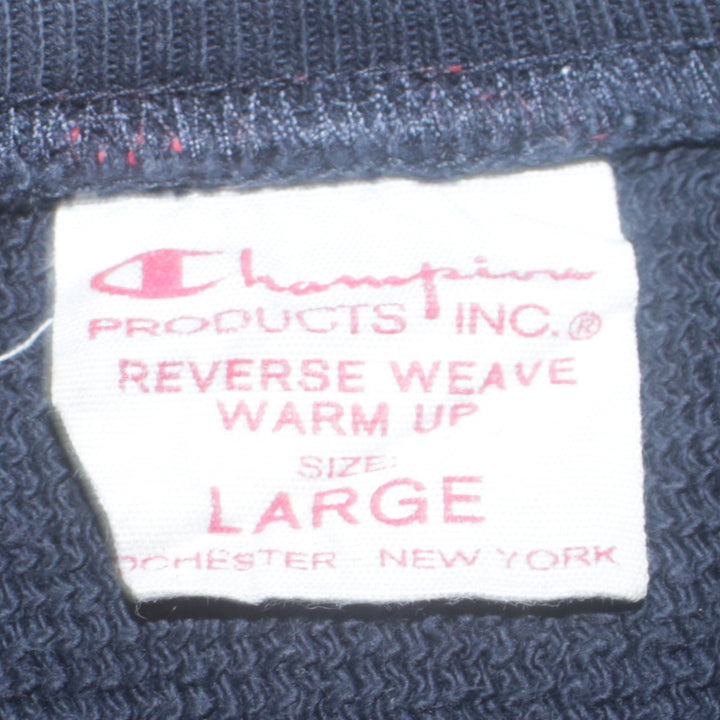 Champion
PRODUCTS INC.®
REVERSE WEAVE
WARM UP
SIZE:
LARGE
OCHESTER - NEW YORK